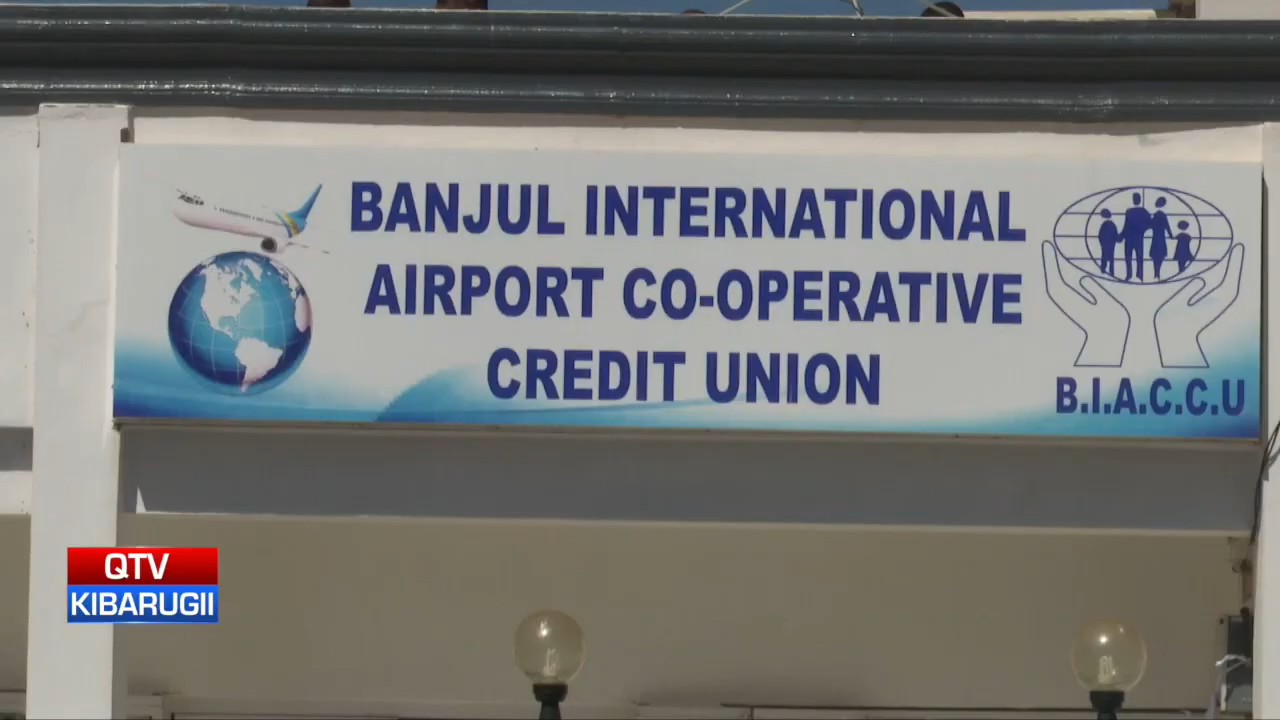 BANJUL INTERNATIONAL
AIRPORT CO-OPERATIVE
CREDIT UNION
B.I.A.C.C.U
QTV
KIBARUGII